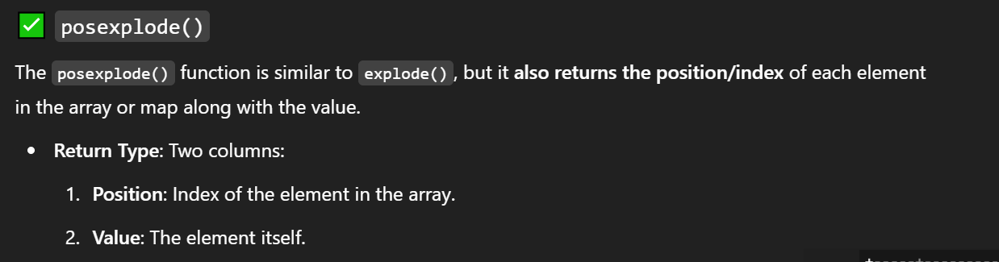 posexplode()
The posexplode() function is similar to explode(), but it also returns the position/index of each element
in the array or map along with the value.
• Return Type: Two columns:
1. Position: Index of the element in the array.
2. Value: The element itself.